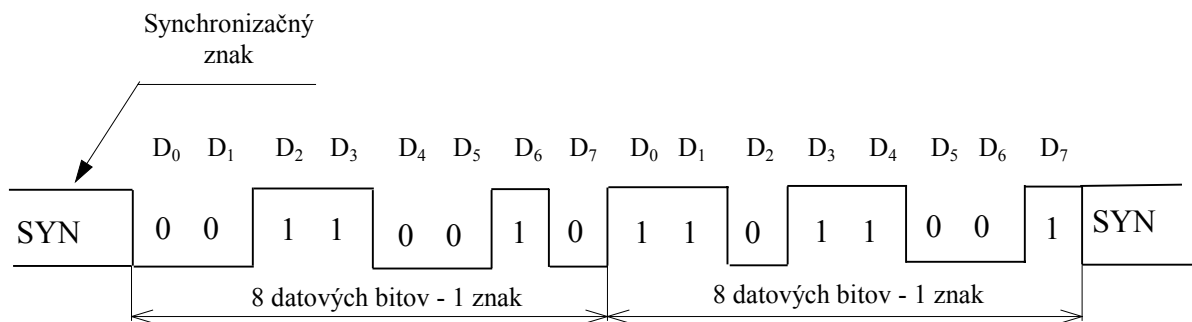 Synchronizačný
znak
D₀ D₁ D₂ D₃ D₄ D₅ D₆ D₇ D₀ D₁ D₂ D₃ D₄ D₅ D₆ D₇
SYN 0 0 1 1 0 0 1 0 1 1 0 1 1 0 0 1 SYN
8 datových bitov - 1 znak 8 datových bitov - 1 znak